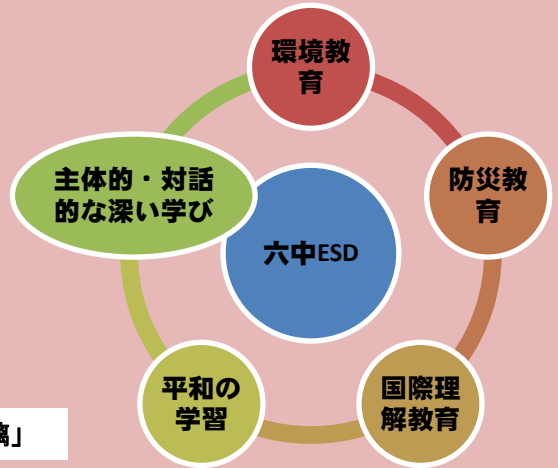 環境教
育
主体的・対話
的な深い学び
防災教
育
六中ESD
平和の
学習
国際理
解教育
」